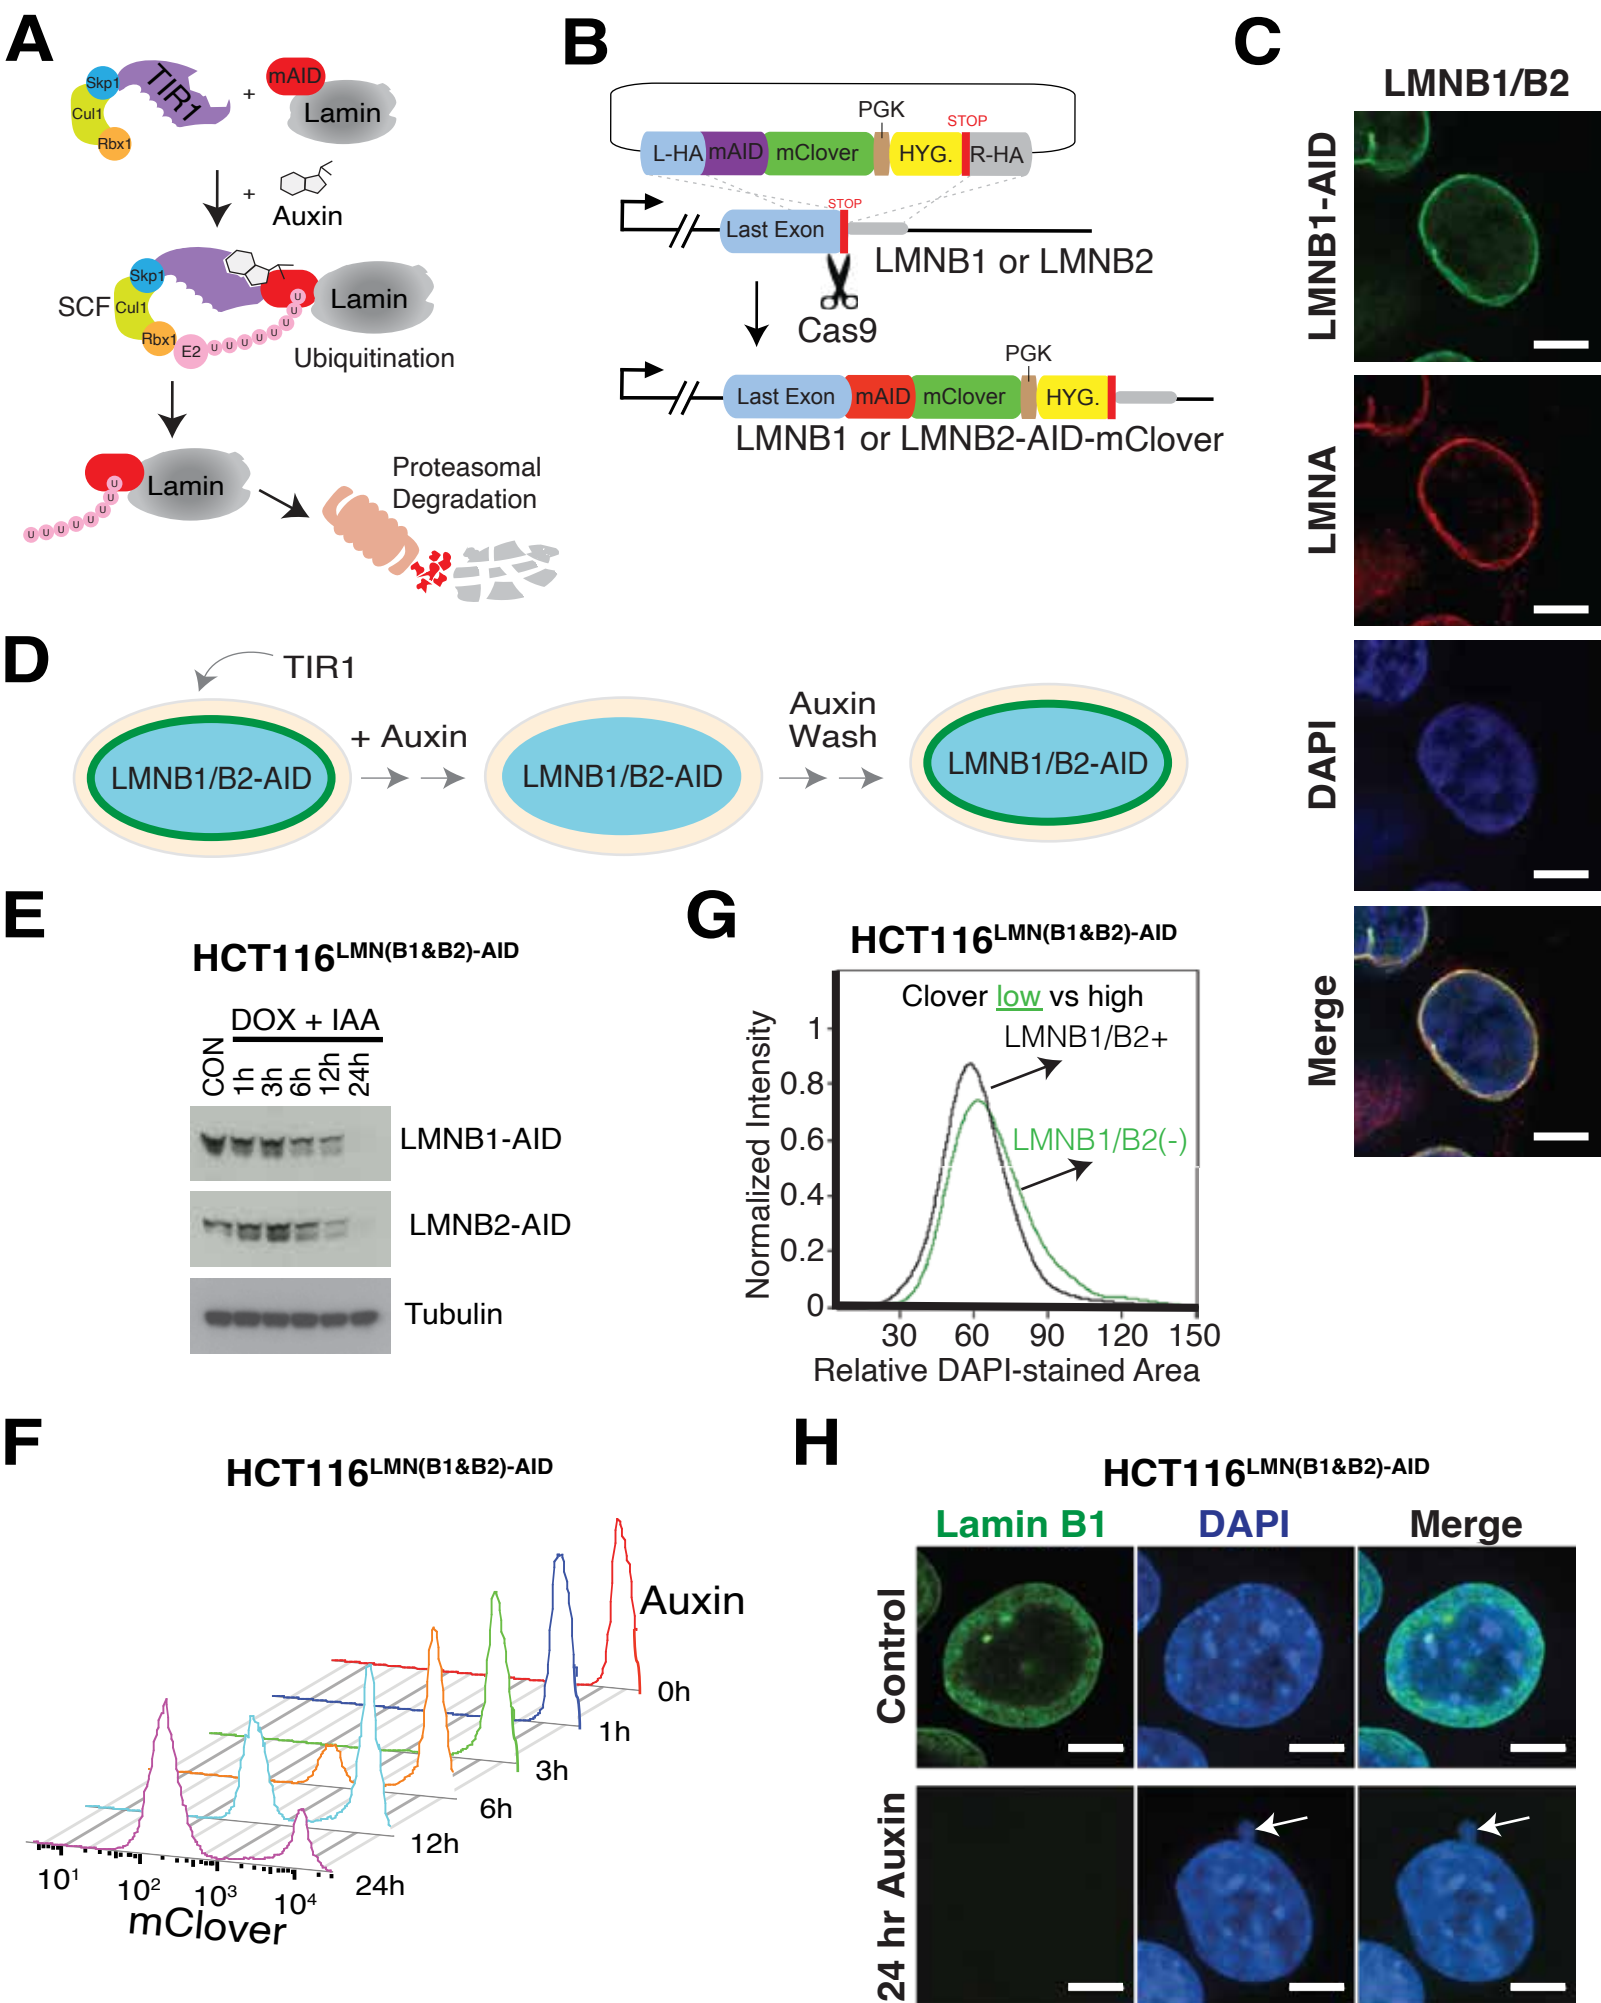 A
Skp1
TIR1
Cul1
Rbx1
+
mAID
Lamin
+
Auxin
SCF
Skp1
Cul1
Rbx1
E2
U U U U U U U U
Lamin
Ubiquitination
Lamin
U
U
U U U U U U
Proteasomal
Degradation
B
PGK
STOP
L-HA
mAID
mClover
HYG.
R-HA
STOP
Last Exon
LMNB1 or LMNB2
Cas9
PGK
Last Exon
mAID
mClover
HYG.
LMNB1 or LMNB2-AID-mClover
C
LMNB1/B2
LMNB1-AID
LMNA
DAPI
Merge
D
TIR1
LMNB1/B2-AID
+ Auxin
LMNB1/B2-AID
Auxin
Wash
LMNB1/B2-AID
E
HCT116LMN(B1&B2)-AID
DOX + IAA
CON
1h
3h
6h
12h
24h
LMNB1-AID
LMNB2-AID
Tubulin
G
HCT116LMN(B1&B2)-AID
Clover low vs high
LMNB1/B2+
LMNB1/B2(-)
Normalized Intensity
1
0.8
0.6
0.4
0.2
0
30 60 90 120 150
Relative DAPI-stained Area
F
HCT116LMN(B1&B2)-AID
Auxin
0h
1h
3h
6h
12h
24h
10¹ 10² 10³ 10⁴
mClover
H
HCT116LMN(B1&B2)-AID
Lamin B1
DAPI
Merge
Control
24 hr Auxin